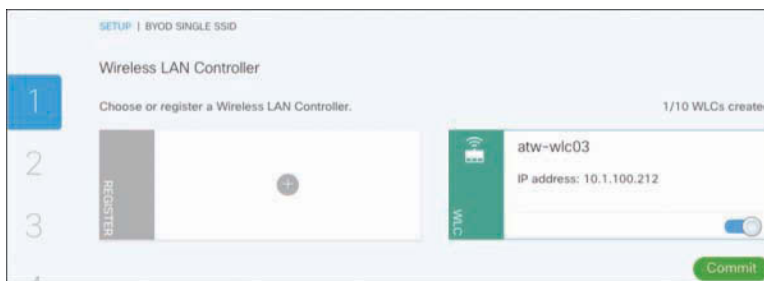 SETUP | BYOD SINGLE SSID
Wireless LAN Controller
1
Choose or register a Wireless LAN Controller.
1/10 WLCs created
2
3
REGISTER
WLC
atw-wlc03
IP address: 10.1.100.212
Commit